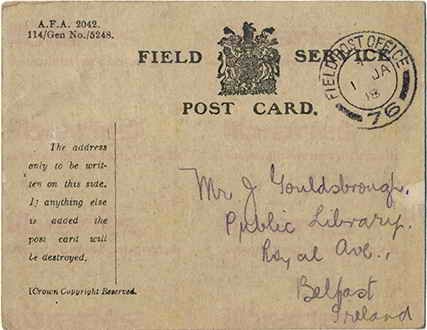 A.F.A. 2042.
114/Gen No./5248.
FIELD SERVICE
POST CARD.
FIELD POST OFFICE
1 JA
18
76
The address
only to be writ-
ten on this side.
If anything else
is added the
post card will
be destroyed.
[Crown Copyright Reserved.
Mr J Gouldsbrough,
Public Library,
Royal Ave.,
Belfast
Ireland